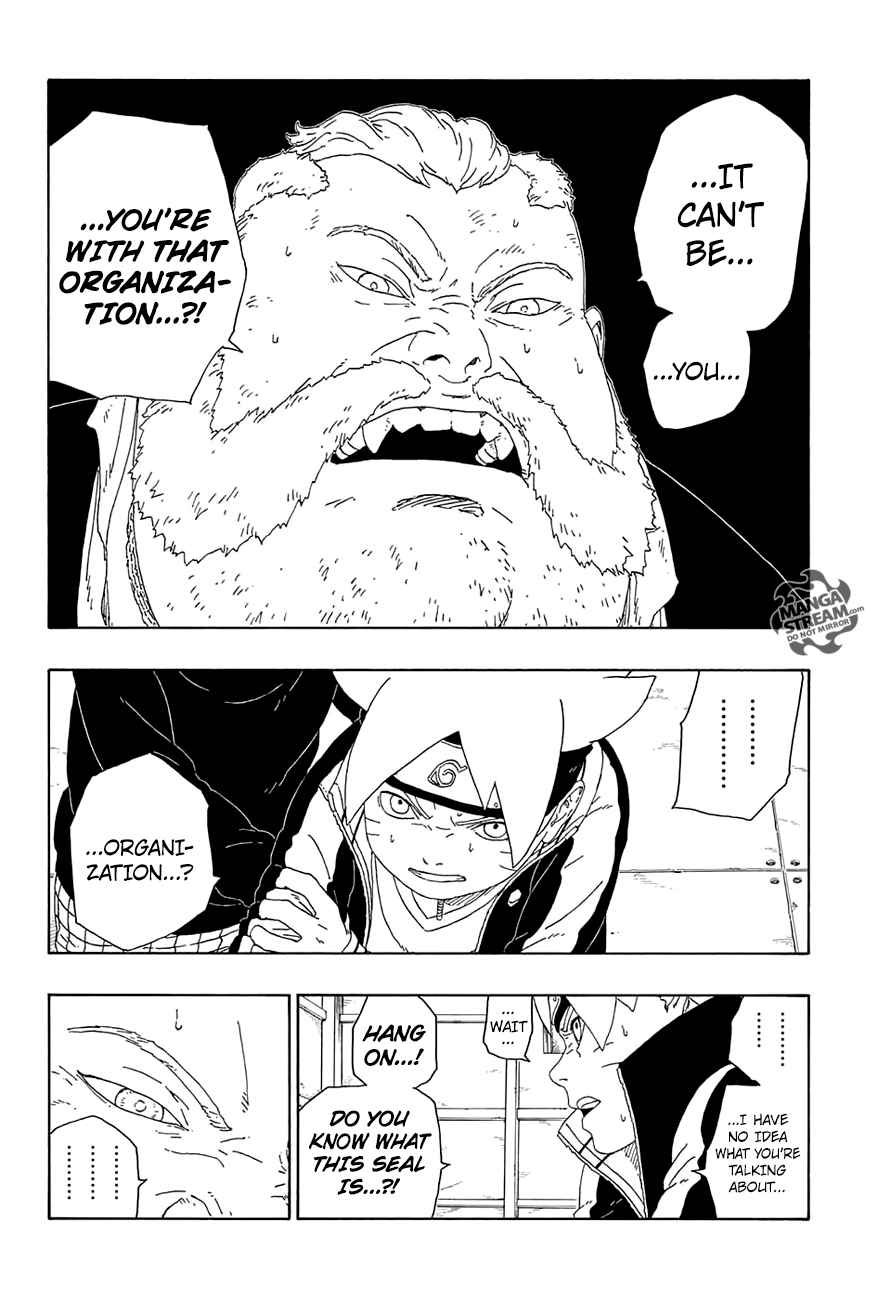 ...IT
CAN'T
BE...
...YOU...
...YOU'RE
WITH THAT
ORGANIZA-
TION...?!
MANGA
STREAM.com
DO NOT MIRROR
.........
.........
...ORGANI-
ZATION...?
......
......
...I HAVE
NO IDEA
WHAT YOU'RE
TALKING
ABOUT...
...
WAIT
...
HANG
ON...!
DO YOU
KNOW WHAT
THIS SEAL
IS...?!
......
......
......